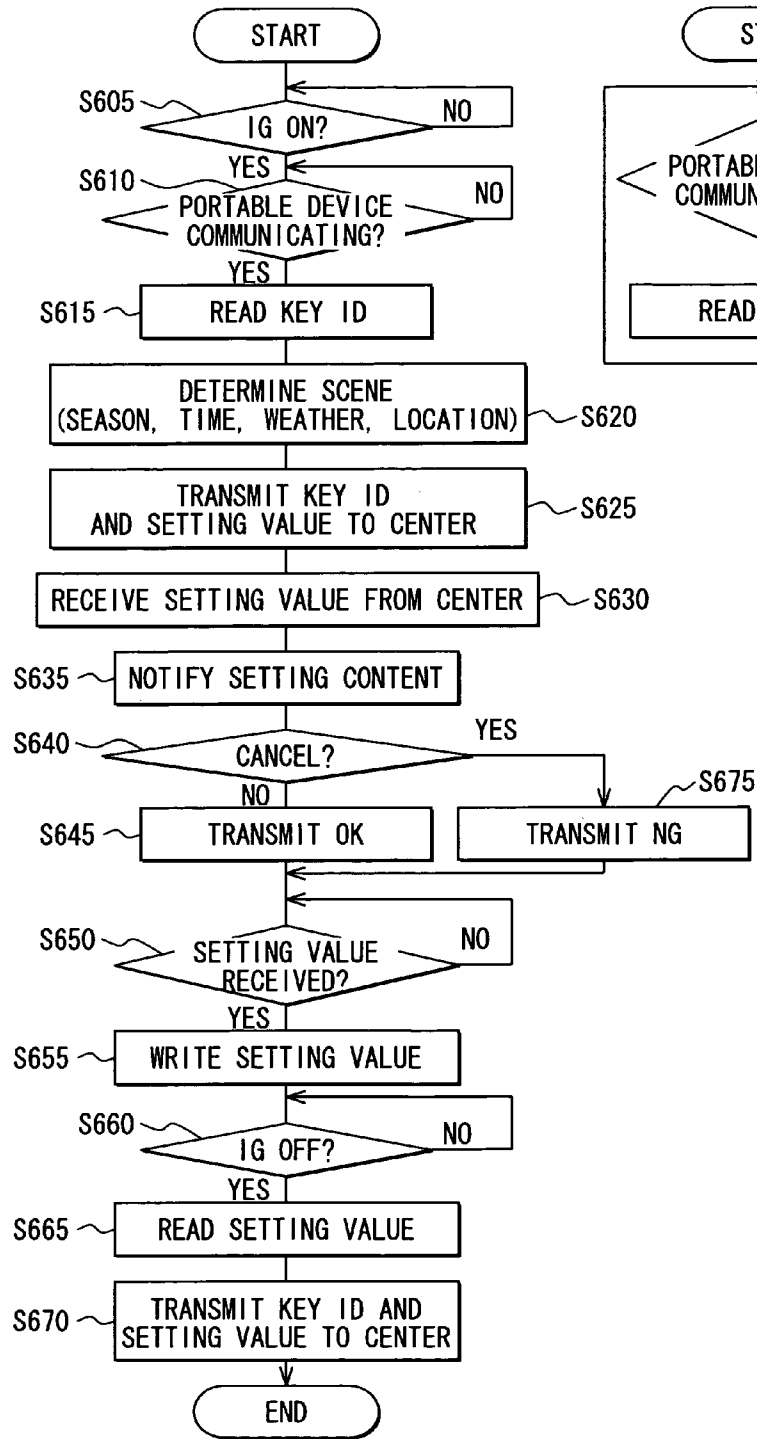 START
S605
IG ON?
NO
YES
S610
PORTABLE DEVICE
COMMUNICATING?
NO
YES
S615
READ KEY ID
DETERMINE SCENE
(SEASON, TIME, WEATHER, LOCATION)
S620
TRANSMIT KEY ID
AND SETTING VALUE TO CENTER
S625
RECEIVE SETTING VALUE FROM CENTER
S630
S635
NOTIFY SETTING CONTENT
S640
CANCEL?
YES
NO
S675
S645
TRANSMIT OK
TRANSMIT NG
S650
SETTING VALUE
RECEIVED?
NO
YES
S655
WRITE SETTING VALUE
S660
IG OFF?
NO
YES
S665
READ SETTING VALUE
S670
TRANSMIT KEY ID AND
SETTING VALUE TO CENTER
END
READ